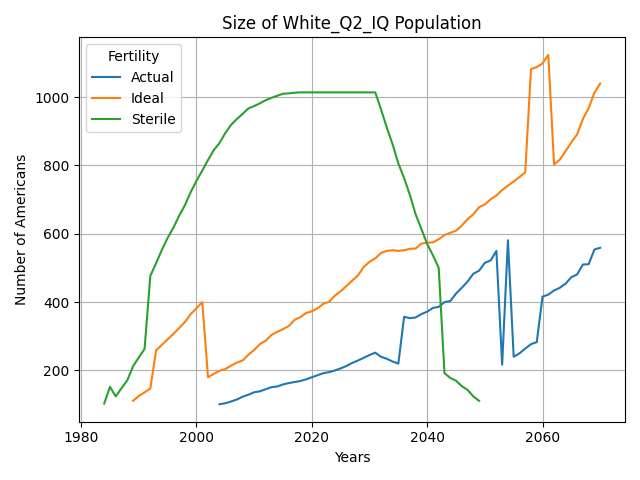 Size of White_Q2_IQ Population
Fertility
Actual
Ideal
Sterile
Number of Americans
1000
800
600
400
200
1980
2000
2020
2040
2060
Years